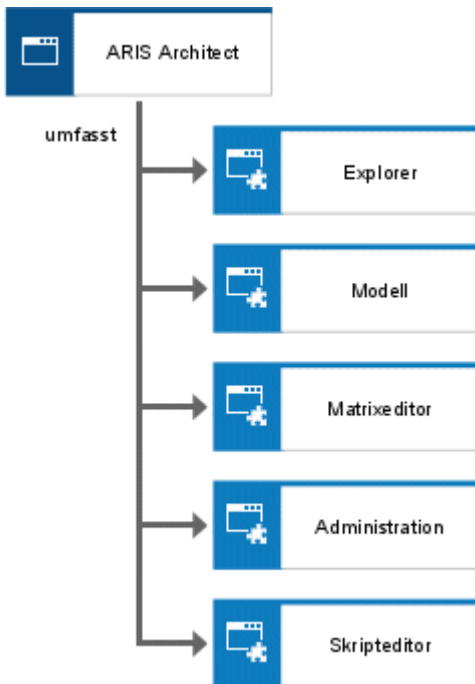 ARIS Architect
umfasst
Explorer
Modell
Matrixeditor
Administration
Skripteditor